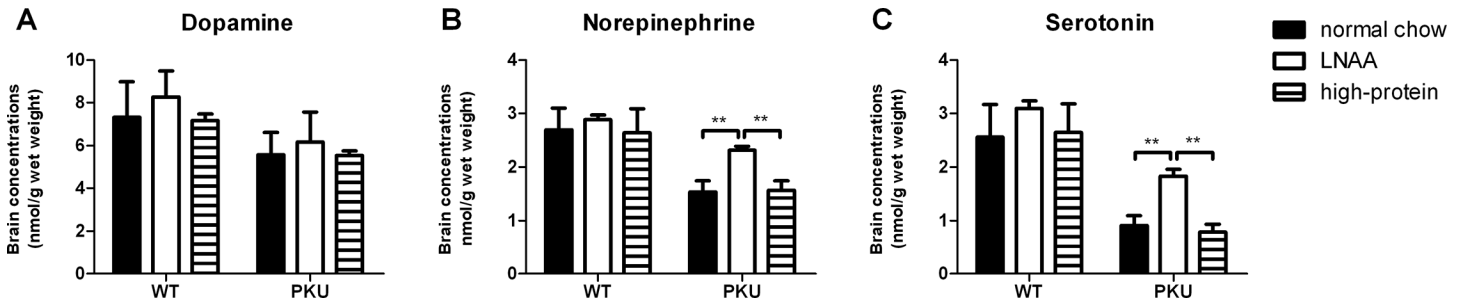 A
Dopamine
Brain concentrations
(nmol/g wet weight)
10
8
6
4
2
0
WT
PKU
B
Norepinephrine
Brain concentrations
nmol/g wet weight)
4
3
2
1
0
**
**
WT
PKU
C
Serotonin
Brain concentrations
(nmol/g wet weight)
4
3
2
1
0
**
**
WT
PKU
normal chow
LNAA
high-protein